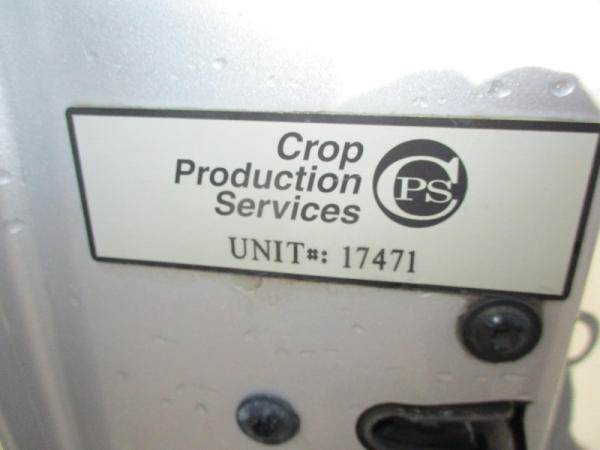 Crop
Production
Services
CPS
UNIT#: 17471